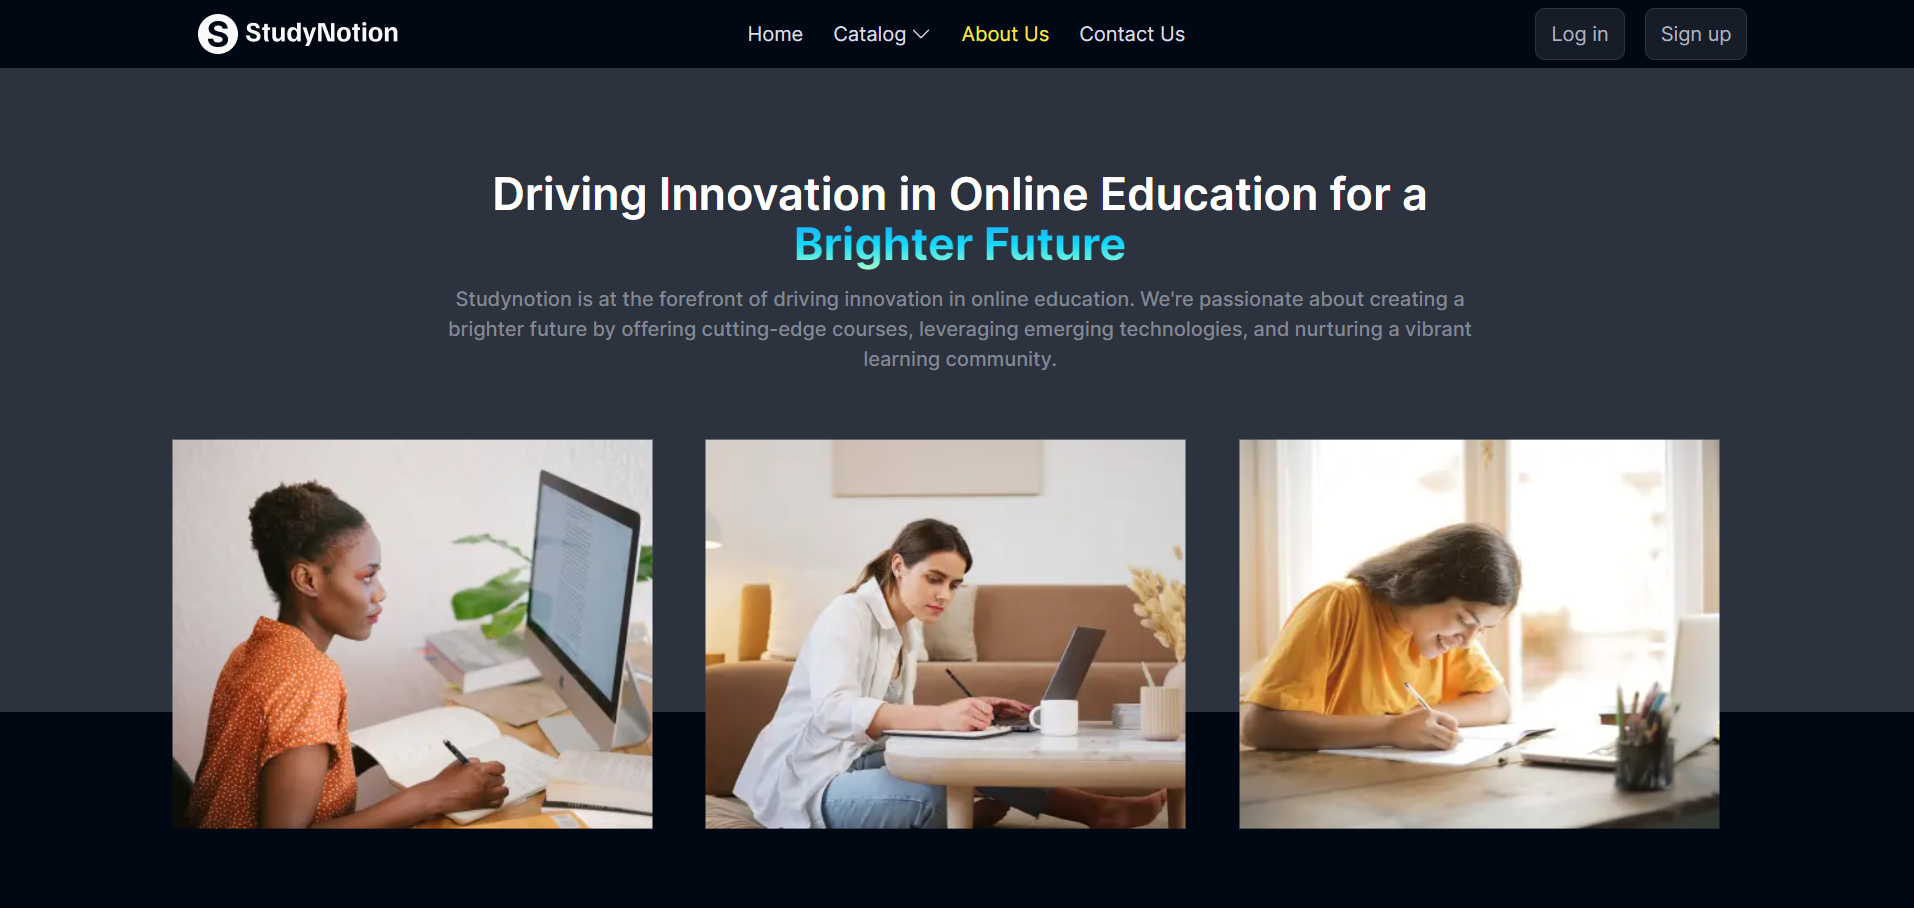 S StudyNotion
Home Catalog About Us Contact Us
Log in Sign up
Driving Innovation in Online Education for a
Brighter Future
Studynotion is at the forefront of driving innovation in online education. We're passionate about creating a
brighter future by offering cutting-edge courses, leveraging emerging technologies, and nurturing a vibrant
learning community.